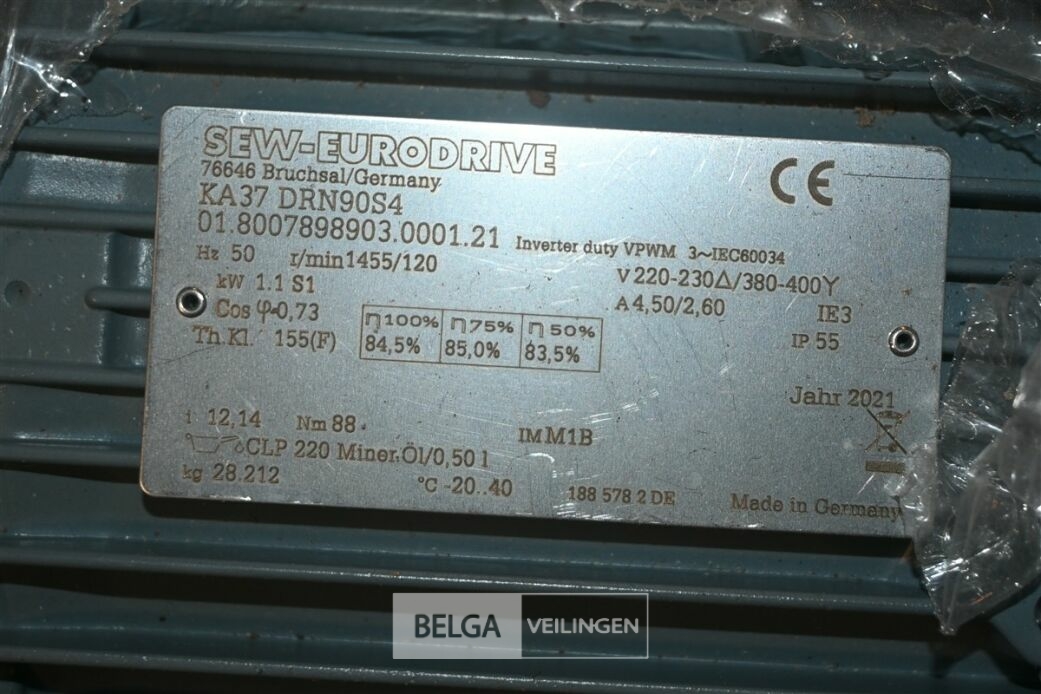 SEW-EURODRIVE
76646 Bruchsal/Germany
CE
KA37 DRN90S4
01.8007898903.0001.21 Inverter duty VPWM 3~IEC60034
Hz 50 r/min1455/120 V 220-230Δ/380-400Y
kW 1.1 S1 A 4,50/2,60 IE3
Cos φ-0,73 η100% η75% η50%
Th.Kl. 155(F) 84,5% 85,0% 83,5% IP 55
Jahr 2021
i 12,14 Nm 88 IM M1B
CLP 220 Miner.Öl/0,50 l
kg 28.212 °C -20..40 188 578 2 DE Made in Germany
BELGA VEILINGEN